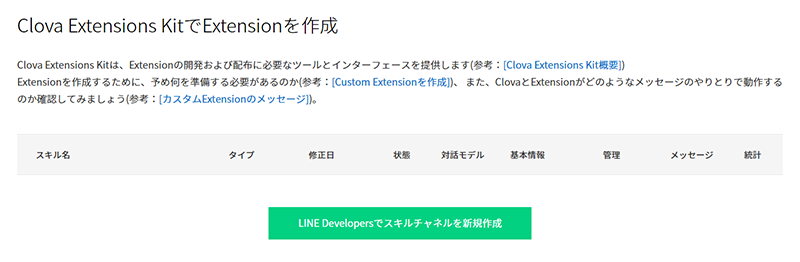 Clova Extensions KitでExtensionを作成
Clova Extensions Kitは、Extensionの開発および配布に必要なツールとインターフェースを提供します(参考：[Clova Extensions Kit概要])
Extensionを作成するために、予め何を準備する必要があるのか(参考：[Custom Extensionを作成])、また、ClovaとExtensionがどのようなメッセージのやりとりで動作する
のか確認してみましょう(参考：[カスタムExtensionのメッセージ])。
スキル名 タイプ 修正日 状態 対話モデル 基本情報 管理 メッセージ 統計
LINE Developersでスキルチャネルを新規作成